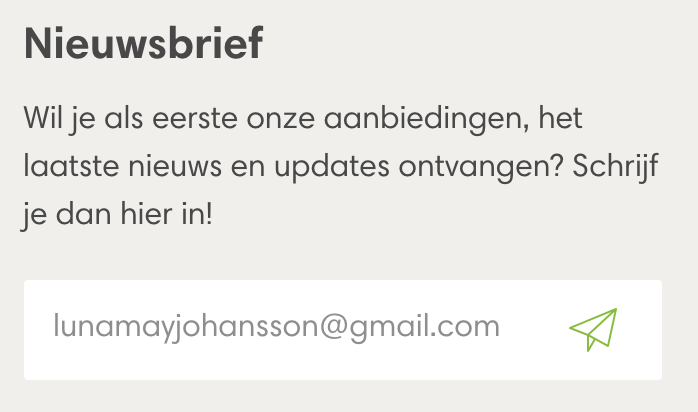 Nieuwsbrief
Wil je als eerste onze aanbiedingen, het
laatste nieuws en updates ontvangen? Schrijf
je dan hier in!
lunamayjohansson@gmail.com